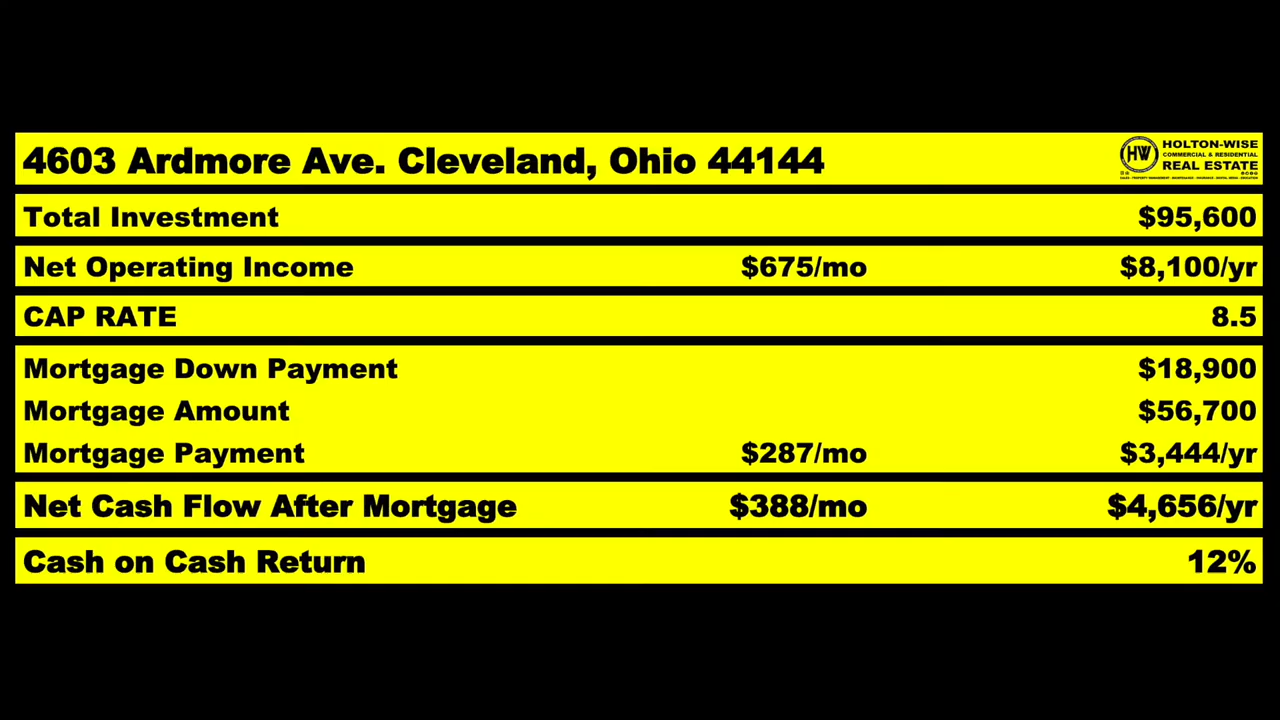 4603 Ardmore Ave. Cleveland, Ohio 44144
HW HOLTON-WISE
COMMERCIAL & RESIDENTIAL
REAL ESTATE
Total Investment $95,600
Net Operating Income $675/mo $8,100/yr
CAP RATE 8.5
Mortgage Down Payment $18,900
Mortgage Amount $56,700
Mortgage Payment $287/mo $3,444/yr
Net Cash Flow After Mortgage $388/mo $4,656/yr
Cash on Cash Return 12%